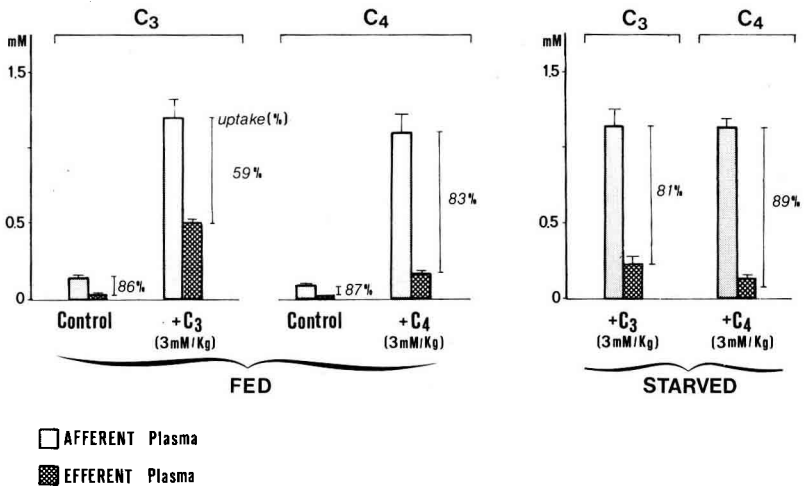 C3 C4 C3 C4
mM mM
1.5 1.5
uptake(%)
59% 83% 81% 89%
0.5 0.5
86% 87%
0 0
Control +C3 Control +C4 +C3 +C4
(3mM/Kg) (3mM/Kg) (3mM/Kg) (3mM/Kg)
FED STARVED
AFFERENT Plasma
EFFERENT Plasma